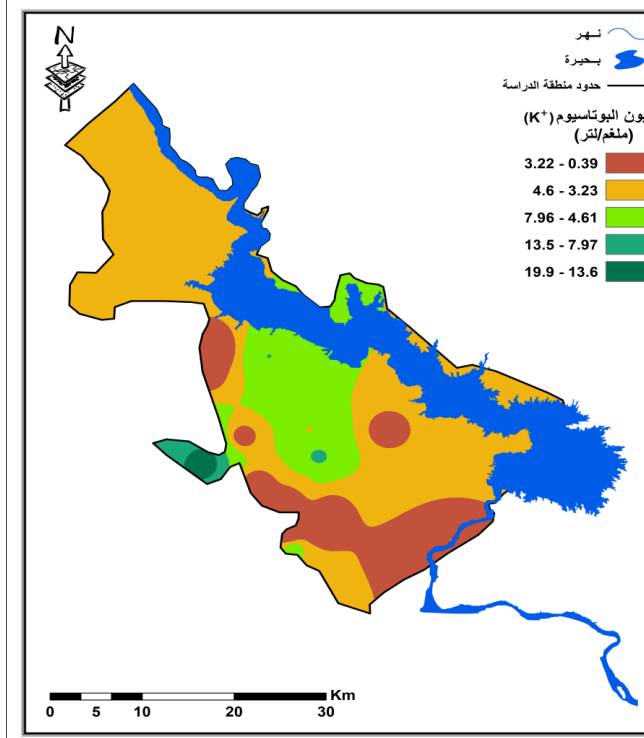 N
نـهـر
بـحيـرة
حدود منطقة الدراسة
يون البوتاسيوم (K⁺)
(ملغم/لتر)
3.22 - 0.39
4.6 - 3.23
7.96 - 4.61
13.5 - 7.97
19.9 - 13.6
Km
0 5 10 20 30